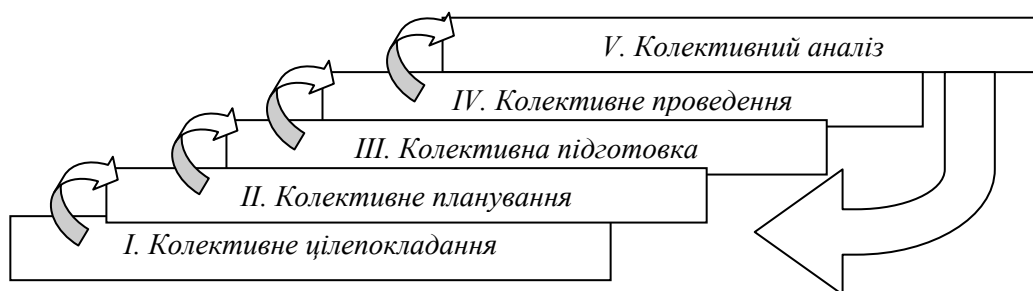 V. Колективний аналіз
IV. Колективне проведення
III. Колективна підготовка
II. Колективне планування
I. Колективне цілепокладання